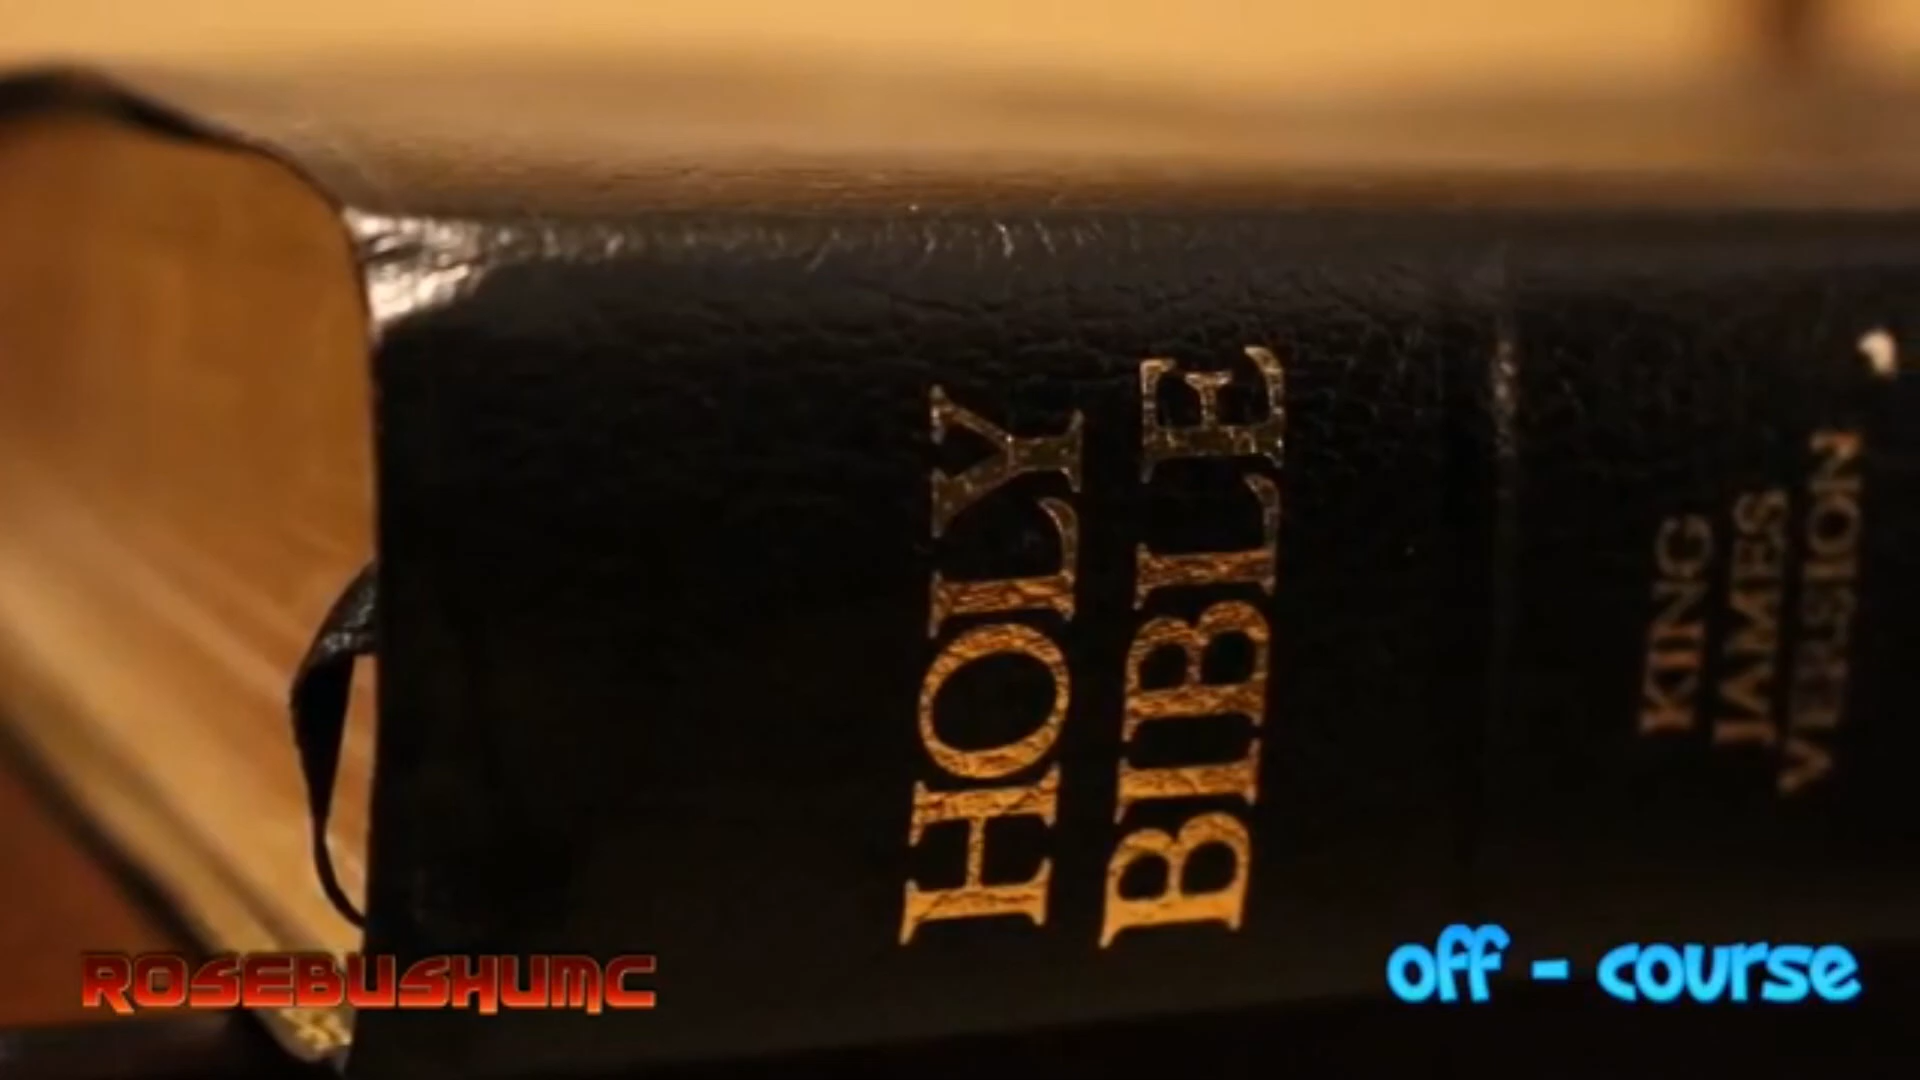 HOLY
BIBLE
KING
JAMES
VERSION
ROSEBUSHUMC
off - course